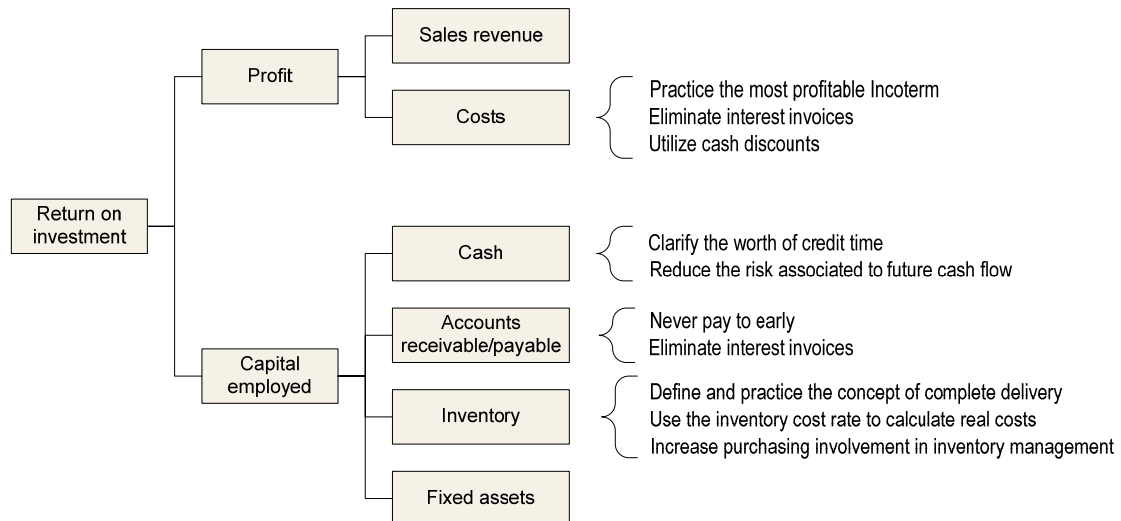 Sales revenue
Profit
Costs
Practice the most profitable Incoterm
Eliminate interest invoices
Utilize cash discounts
Return on
investment
Cash
Clarify the worth of credit time
Reduce the risk associated to future cash flow
Accounts
receivable/payable
Never pay to early
Eliminate interest invoices
Capital
employed
Inventory
Define and practice the concept of complete delivery
Use the inventory cost rate to calculate real costs
Increase purchasing involvement in inventory management
Fixed assets